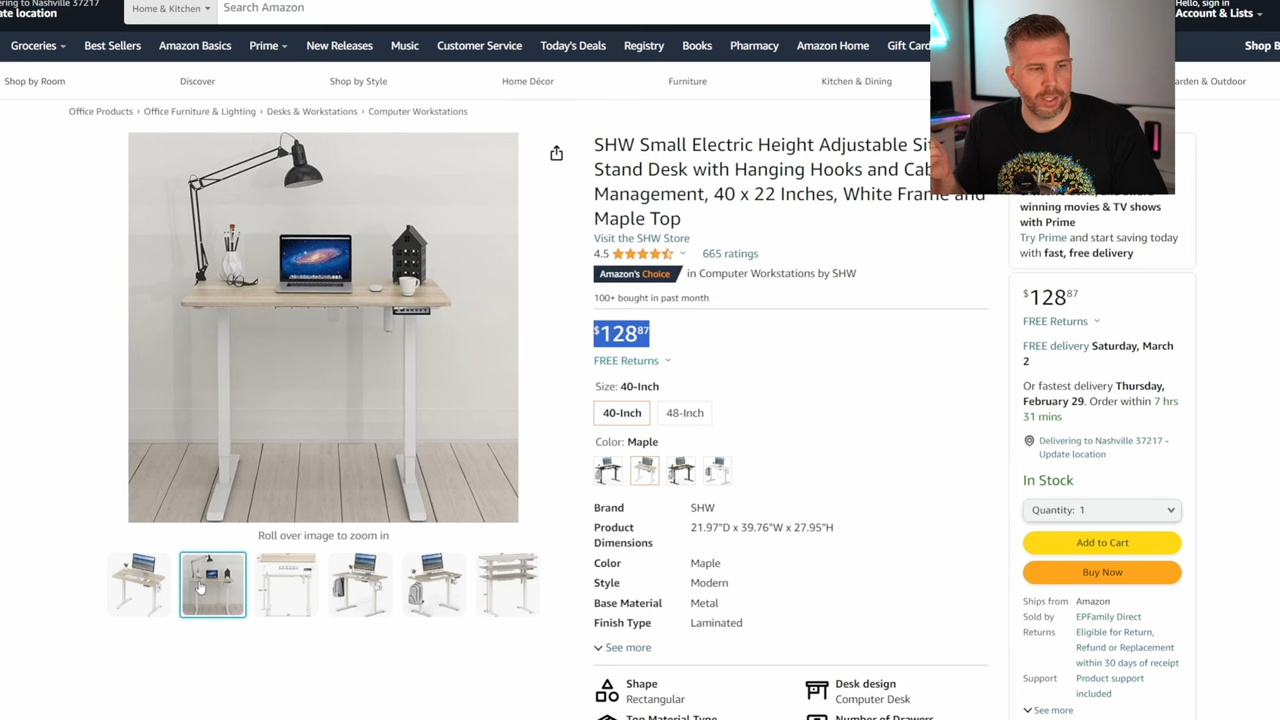 ering to Nashville 37217
ate location
Home & Kitchen
Search Amazon
Hello, sign in
Account & Lists
Groceries
Best Sellers
Amazon Basics
Prime
New Releases
Music
Customer Service
Today's Deals
Registry
Books
Pharmacy
Amazon Home
Gift Car
Shop B
Shop by Room
Discover
Shop by Style
Home Décor
Furniture
Kitchen & Dining
arden & Outdoor
Office Products › Office Furniture & Lighting › Desks & Workstations › Computer Workstations
SHW Small Electric Height Adjustable Si
Stand Desk with Hanging Hooks and Cab
Management, 40 x 22 Inches, White Frame and
Maple Top
Visit the SHW Store
4.5
665 ratings
Amazon's Choice
in Computer Workstations by SHW
100+ bought in past month
$128 87
FREE Returns
Size: 40-Inch
40-Inch
48-Inch
Color: Maple
Brand SHW
Product Dimensions 21.97"D x 39.76"W x 27.95"H
Color Maple
Style Modern
Base Material Metal
Finish Type Laminated
See more
Shape
Rectangular
Desk design
Computer Desk
Top Material Type
Number of Drawers
Roll over image to zoom in
winning movies & TV shows
with Prime
Try Prime and start saving today
with fast, free delivery
$128 87
FREE Returns
FREE delivery Saturday, March
2
Or fastest delivery Thursday,
February 29. Order within 7 hrs
31 mins
Delivering to Nashville 37217 -
Update location
In Stock
Quantity: 1
Add to Cart
Buy Now
Ships from Amazon
Sold by EPFamily Direct
Returns Eligible for Return,
Refund or Replacement
within 30 days of receipt
Support Product support
included
See more